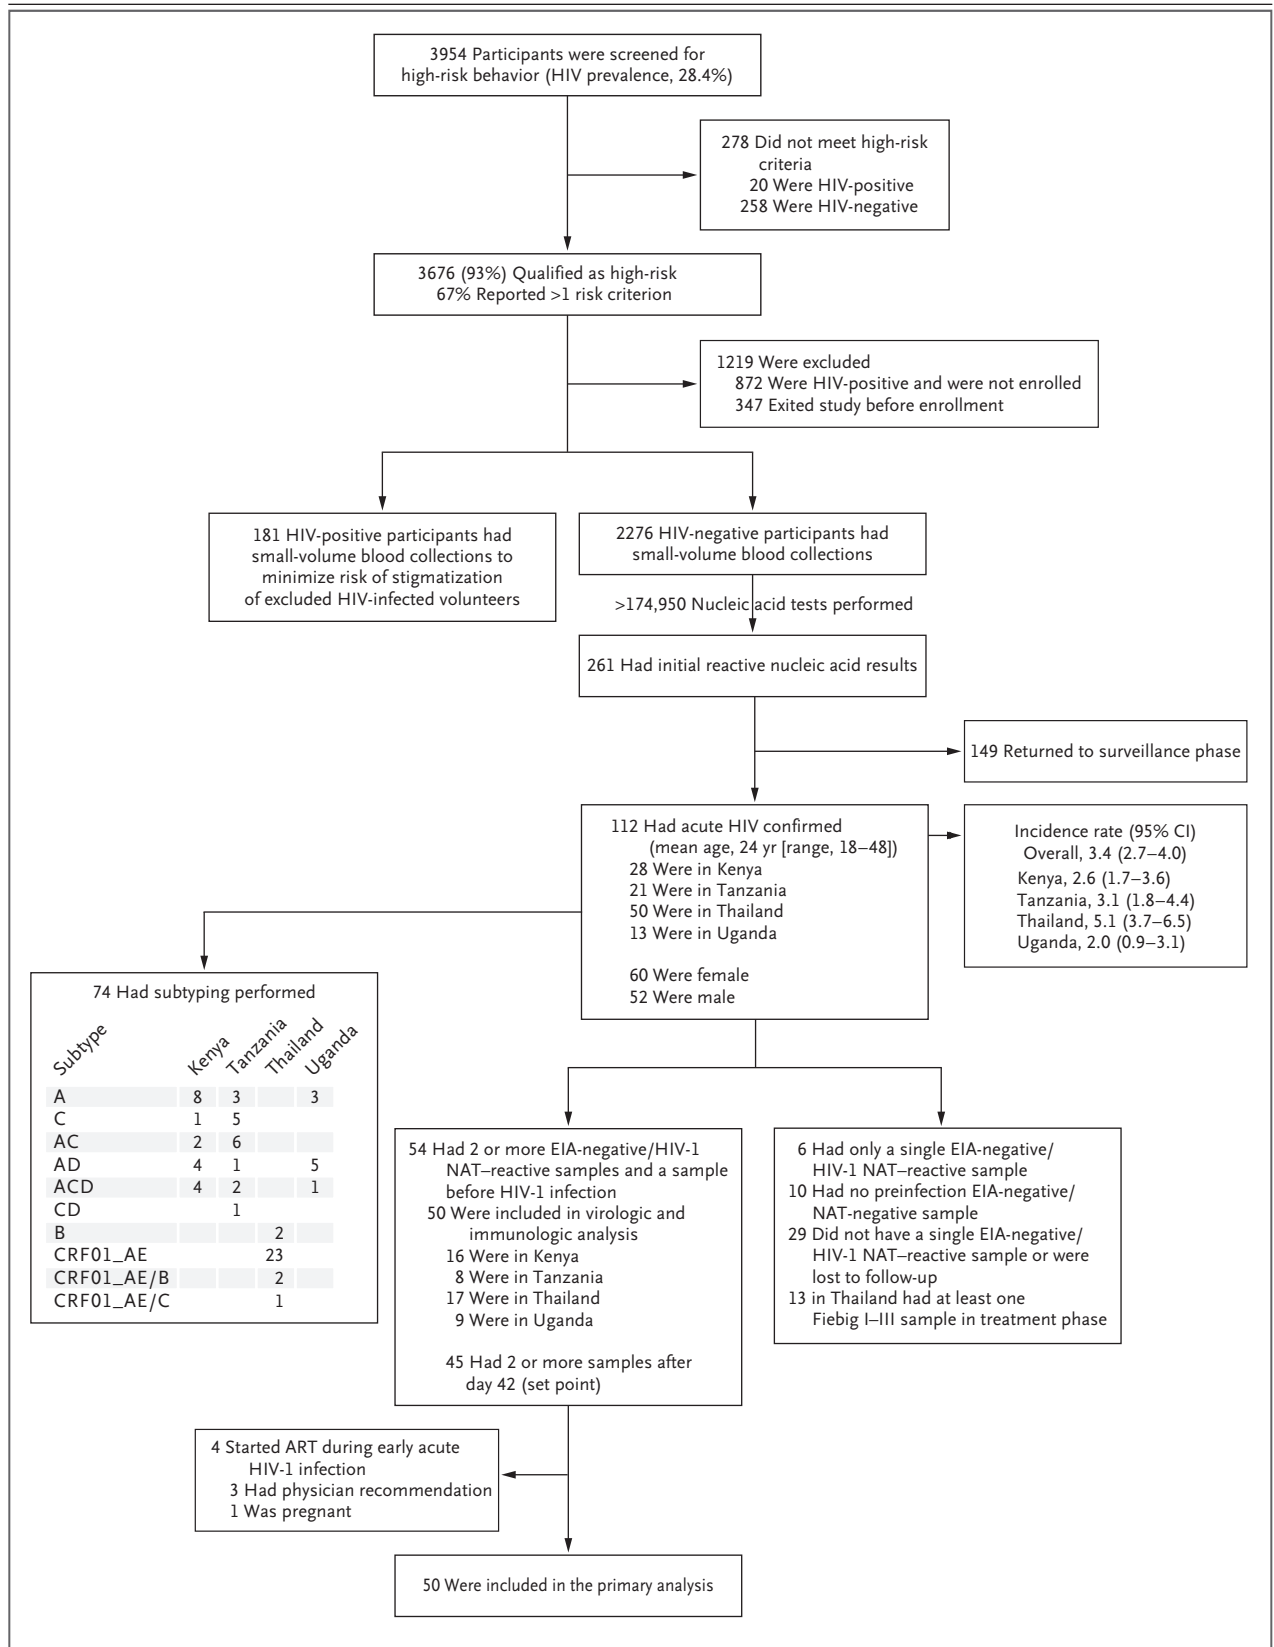 3954 Participants were screened for
high-risk behavior (HIV prevalence, 28.4%)
278 Did not meet high-risk
criteria
20 Were HIV-positive
258 Were HIV-negative
3676 (93%) Qualified as high-risk
67% Reported >1 risk criterion
1219 Were excluded
872 Were HIV-positive and were not enrolled
347 Exited study before enrollment
181 HIV-positive participants had
small-volume blood collections to
minimize risk of stigmatization
of excluded HIV-infected volunteers
2276 HIV-negative participants had
small-volume blood collections
>174,950 Nucleic acid tests performed
261 Had initial reactive nucleic acid results
149 Returned to surveillance phase
112 Had acute HIV confirmed
(mean age, 24 yr [range, 18–48])
28 Were in Kenya
21 Were in Tanzania
50 Were in Thailand
13 Were in Uganda
60 Were female
52 Were male
Incidence rate (95% CI)
Overall, 3.4 (2.7–4.0)
Kenya, 2.6 (1.7–3.6)
Tanzania, 3.1 (1.8–4.4)
Thailand, 5.1 (3.7–6.5)
Uganda, 2.0 (0.9–3.1)
74 Had subtyping performed
Subtype Kenya Tanzania Thailand Uganda
A 8 3 3
C 1 5
AC 2 6
AD 4 1 5
ACD 4 2 1
CD 1
B 2
CRF01_AE 23
CRF01_AE/B 2
CRF01_AE/C 1
54 Had 2 or more EIA-negative/HIV-1
NAT–reactive samples and a sample
before HIV-1 infection
50 Were included in virologic and
immunologic analysis
16 Were in Kenya
8 Were in Tanzania
17 Were in Thailand
9 Were in Uganda
45 Had 2 or more samples after
day 42 (set point)
6 Had only a single EIA-negative/
HIV-1 NAT–reactive sample
10 Had no preinfection EIA-negative/
NAT-negative sample
29 Did not have a single EIA-negative/
HIV-1 NAT–reactive sample or were
lost to follow-up
13 in Thailand had at least one
Fiebig I–III sample in treatment phase
4 Started ART during early acute
HIV-1 infection
3 Had physician recommendation
1 Was pregnant
50 Were included in the primary analysis